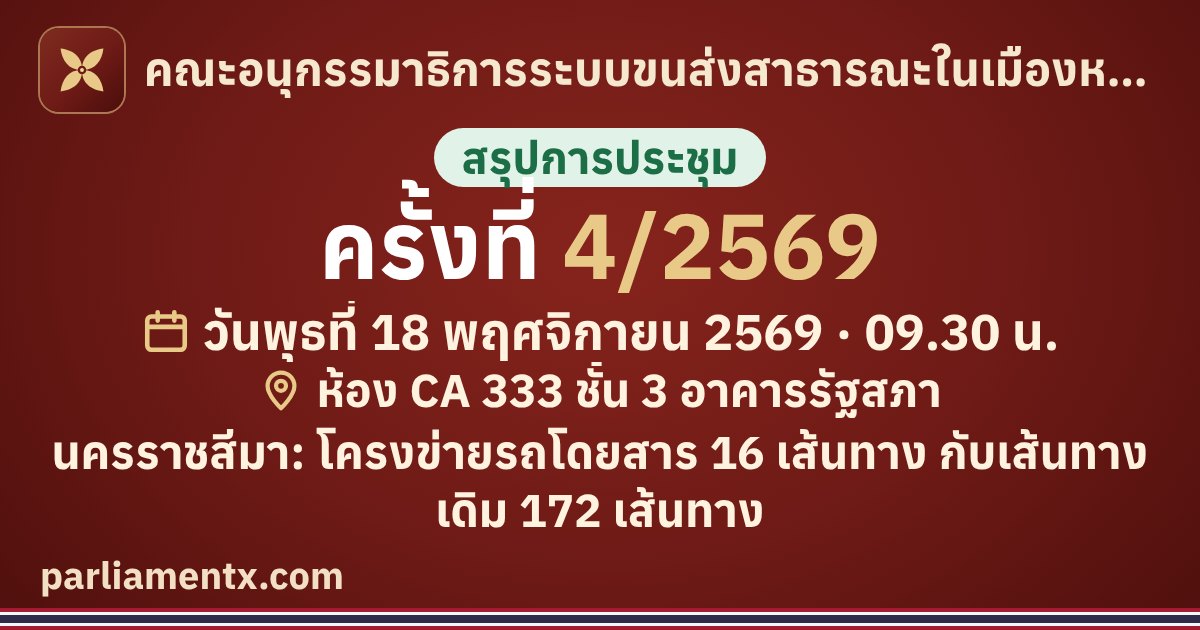 คณะอนุกรรมาธิการระบบขนส่งสาธารณะในเมืองห...
สรุปการประชุม
ครั้งที่ 4/2569
วันพุธที่ 18 พฤศจิกายน 2569 · 09.30 น.
ห้อง CA 333 ชั้น 3 อาคารรัฐสภา
นครราชสีมา: โครงข่ายรถโดยสาร 16 เส้นทาง กับเส้นทาง
เดิม 172 เส้นทาง
parliamentx.com